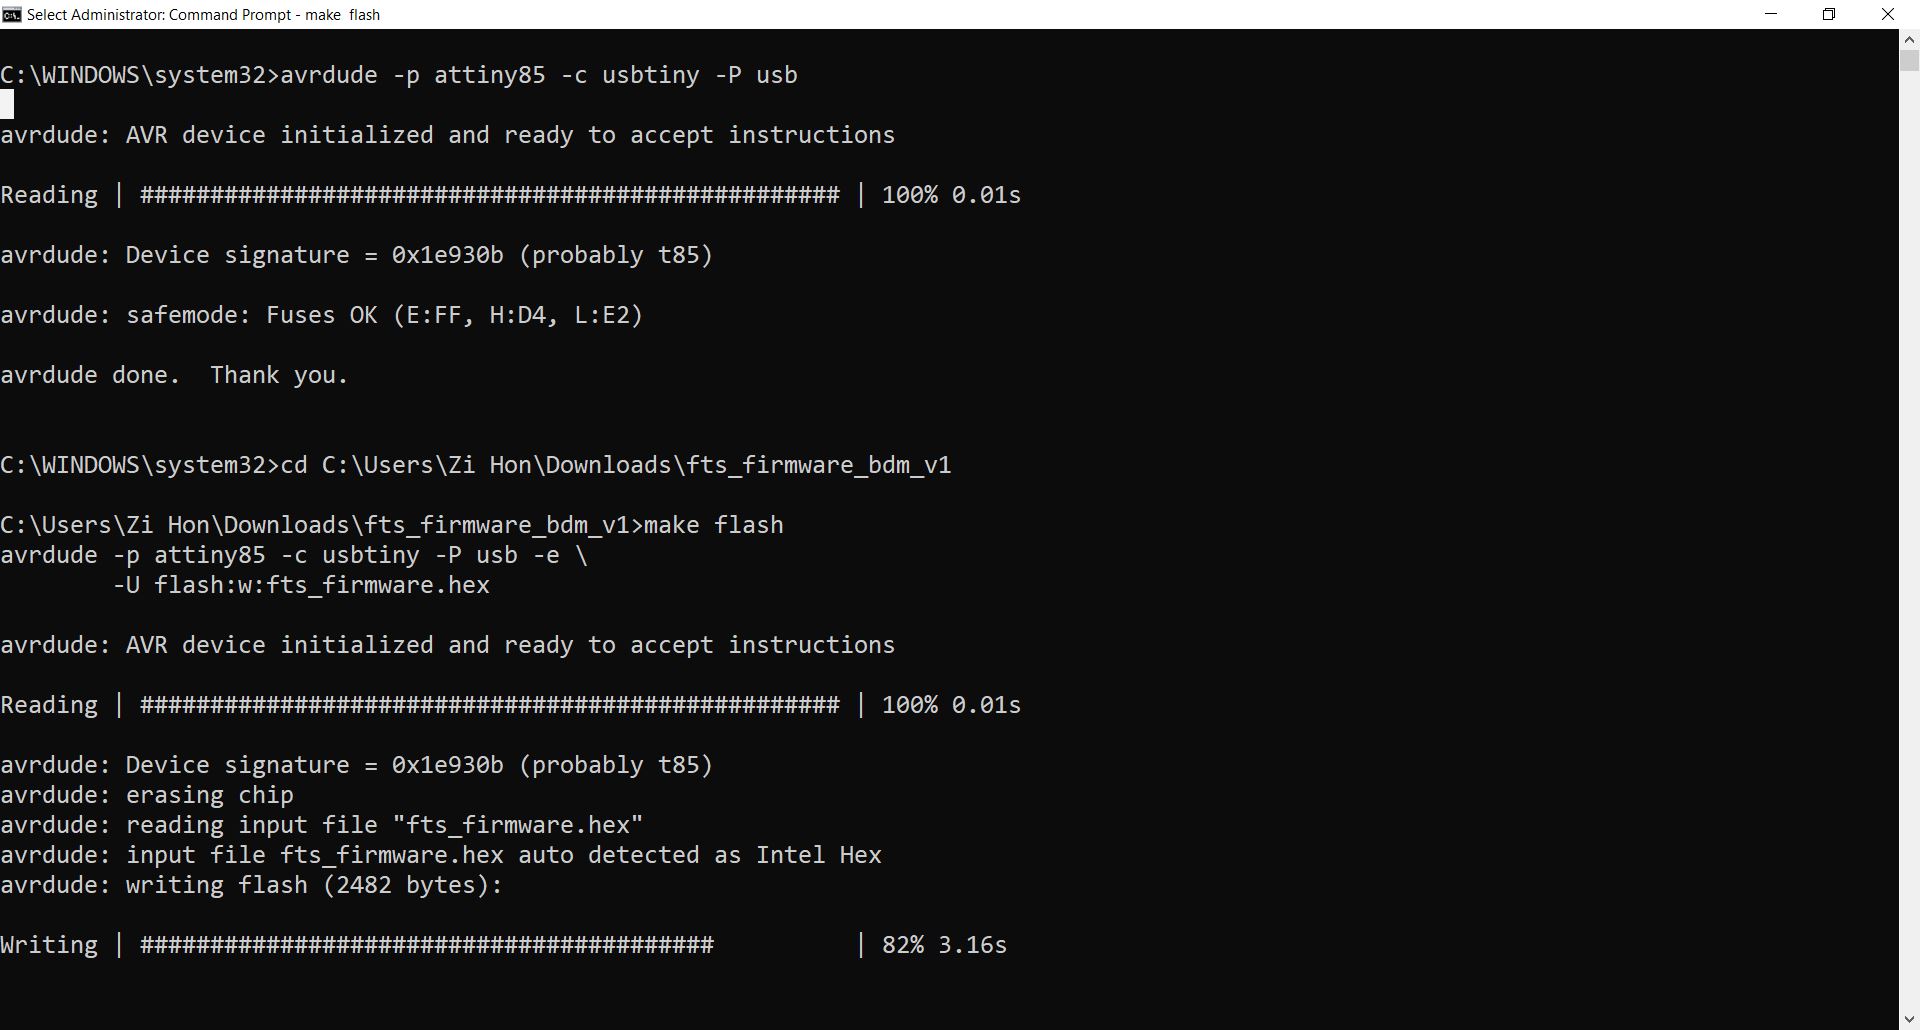 Select Administrator: Command Prompt - make  flash
C:\WINDOWS\system32>avrdude -p attiny85 -c usbtiny -P usb
avrdude: AVR device initialized and ready to accept instructions
Reading | ################################################## | 100% 0.01s
avrdude: Device signature = 0x1e930b (probably t85)
avrdude: safemode: Fuses OK (E:FF, H:D4, L:E2)
avrdude done.  Thank you.
C:\WINDOWS\system32>cd C:\Users\Zi Hon\Downloads\fts_firmware_bdm_v1
C:\Users\Zi Hon\Downloads\fts_firmware_bdm_v1>make flash
avrdude -p attiny85 -c usbtiny -P usb -e \
        -U flash:w:fts_firmware.hex
avrdude: AVR device initialized and ready to accept instructions
Reading | ################################################## | 100% 0.01s
avrdude: Device signature = 0x1e930b (probably t85)
avrdude: erasing chip
avrdude: reading input file "fts_firmware.hex"
avrdude: input file fts_firmware.hex auto detected as Intel Hex
avrdude: writing flash (2482 bytes):
Writing | #########################################          | 82% 3.16s